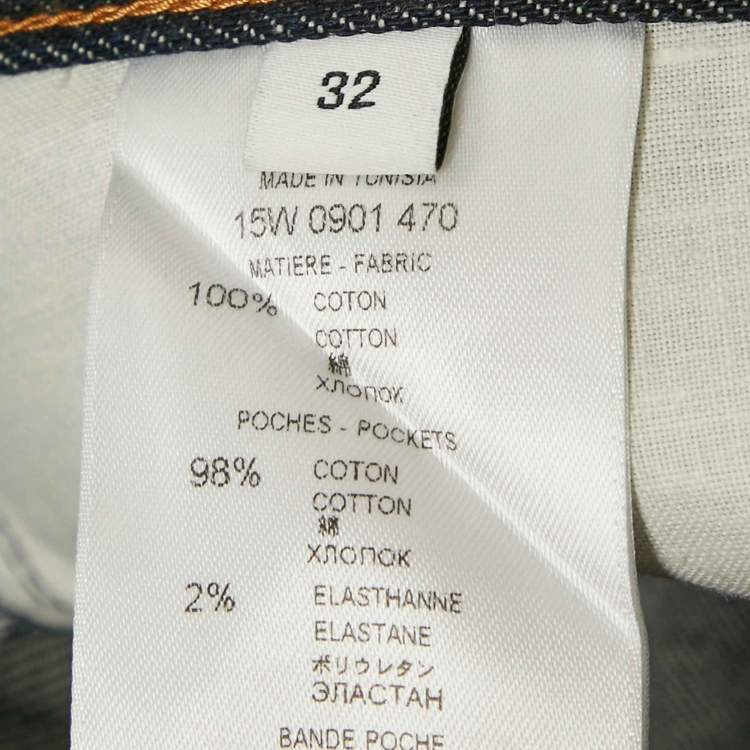 32
MADE IN TUNISIA
15W 0901 470
MATIERE - FABRIC
100% COTON
COTTON
綿
ХЛОПОК
POCHES - POCKETS
98% COTON
COTTON
綿
ХЛОПОК
2% ELASTHANNE
ELASTANE
ポリウレタン
ЭЛАСТАН
BANDE POCHE